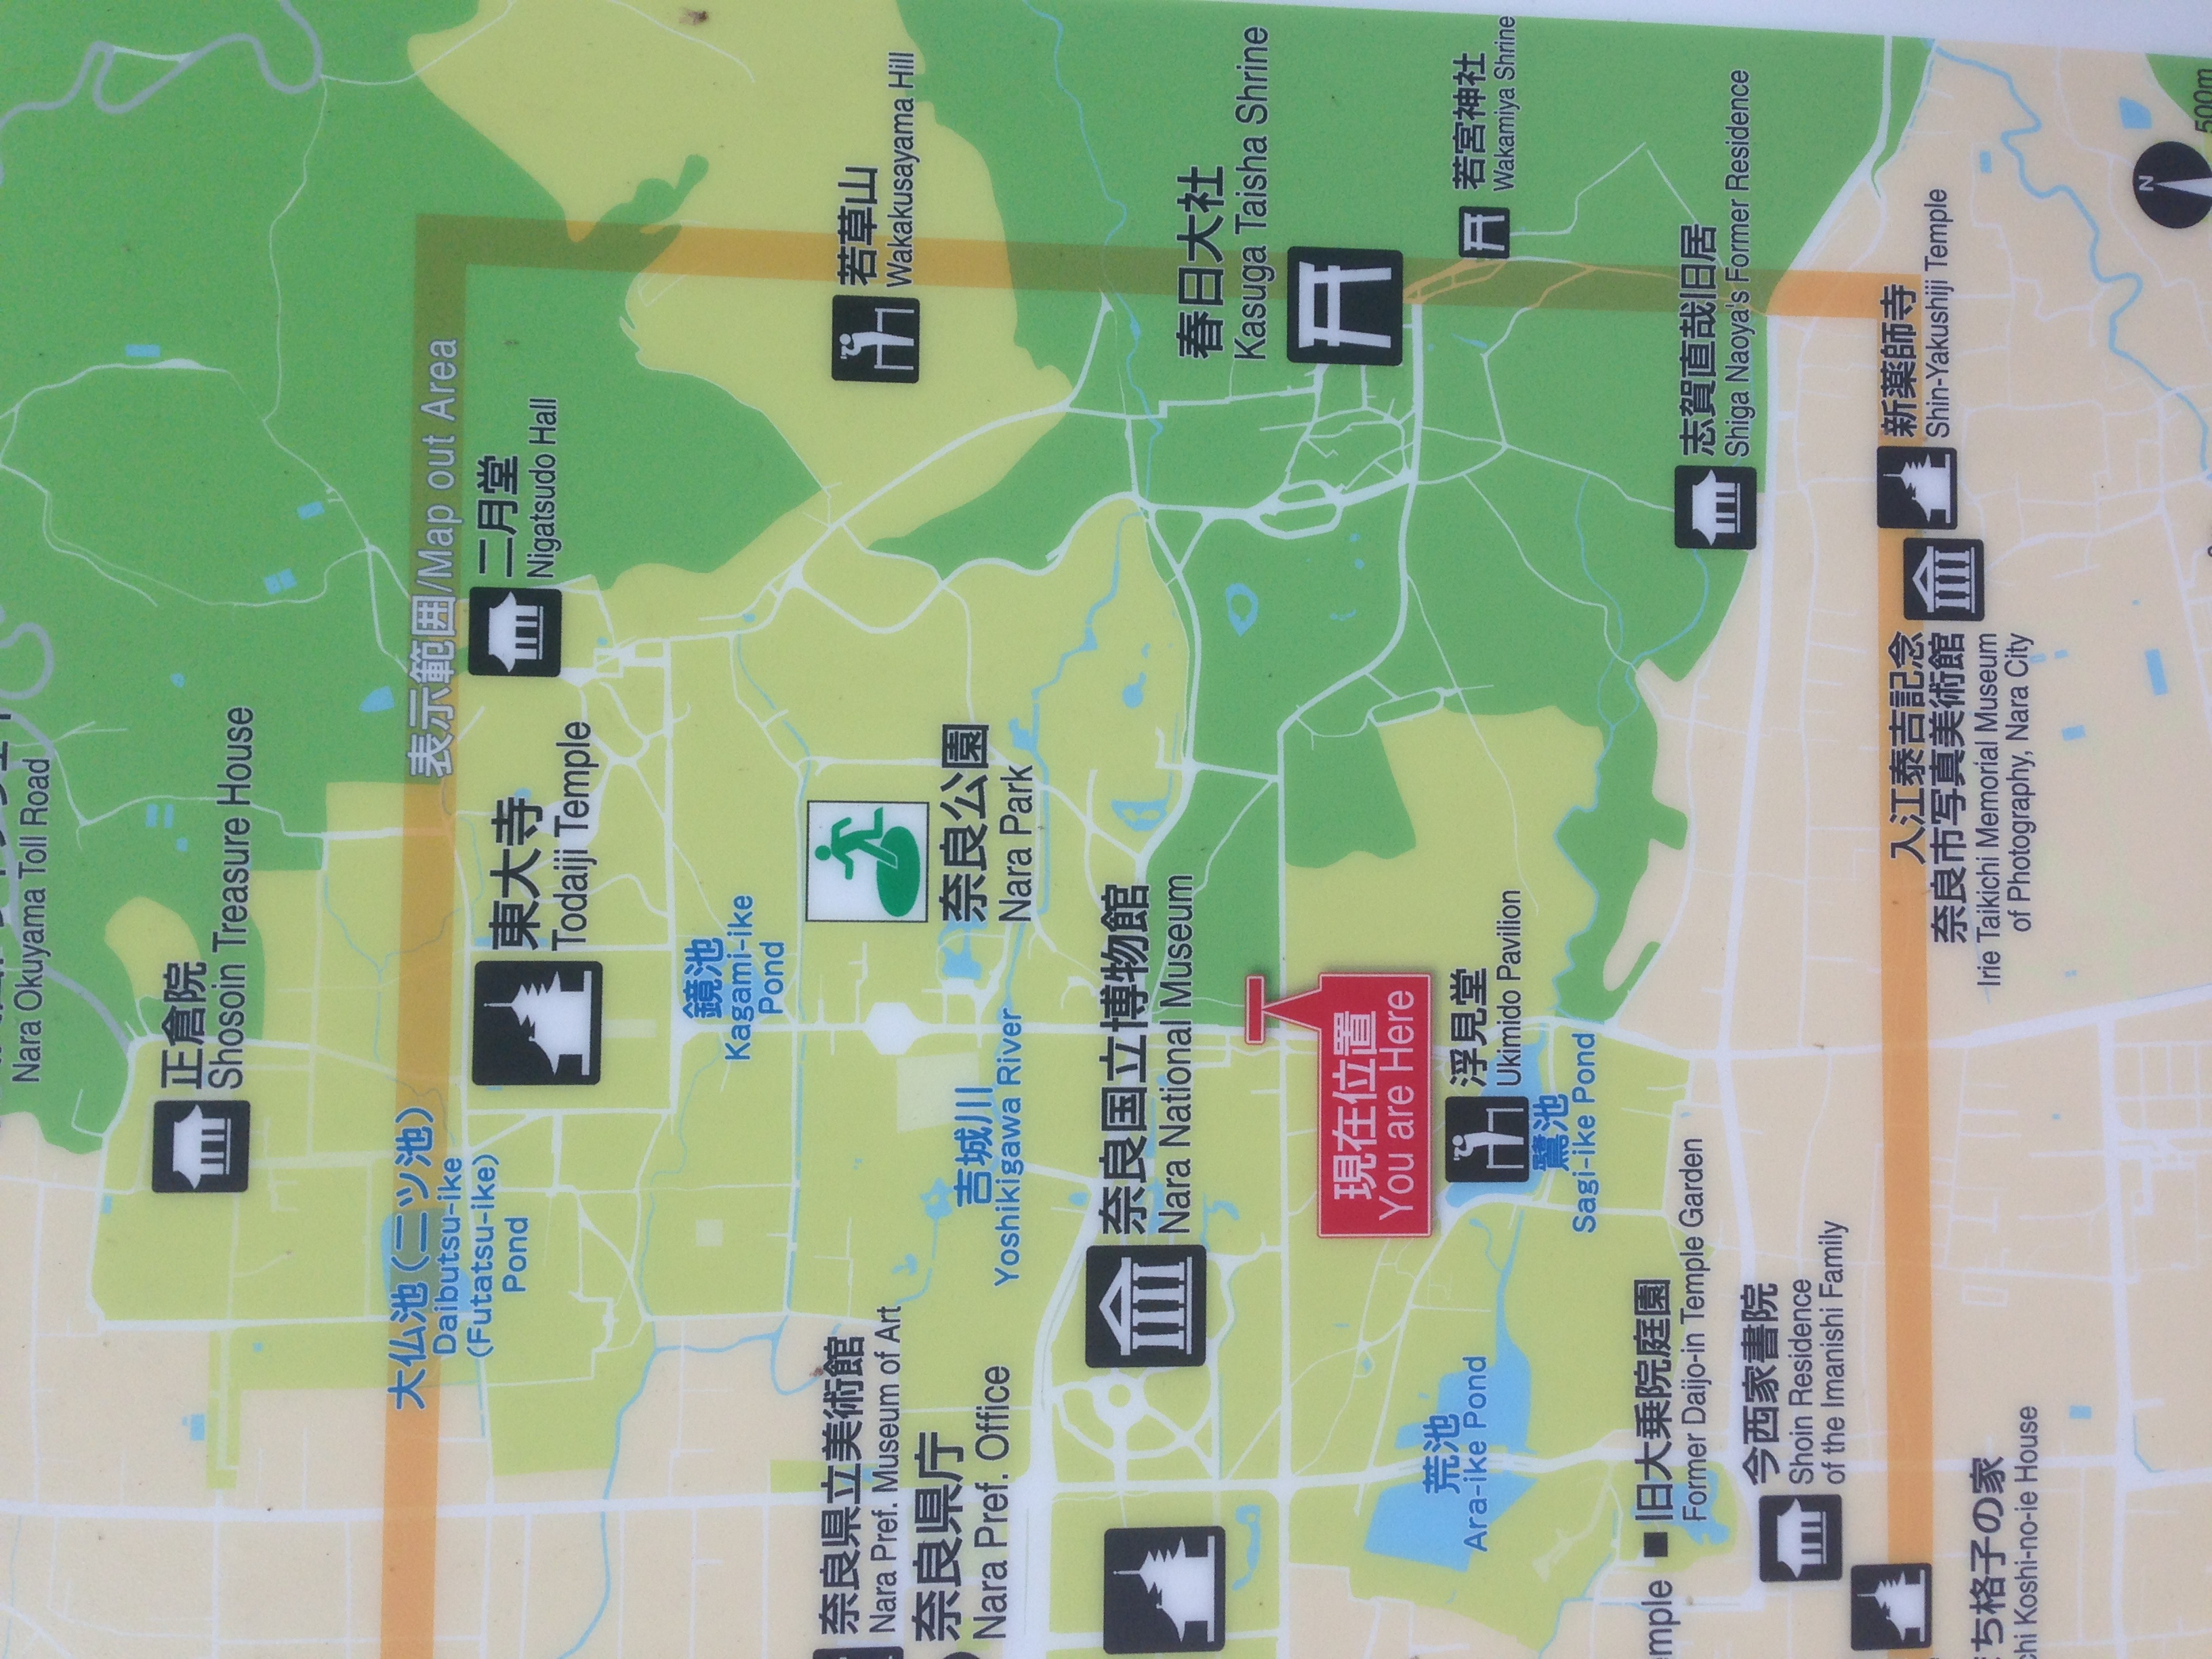 Nara Okuyama Toll Road
正倉院
Shosoin Treasure House
大仏池(二ツ池)
Daibutsu-ike
(Futatsu-ike)
Pond
表示範囲/Map out Area
東大寺
Todaiji Temple
二月堂
Nigatsudo Hall
鏡池
Kagami-ike
Pond
奈良県立美術館
Nara Pref. Museum of Art
奈良県庁
Nara Pref. Office
若草山
Wakakusayama Hill
吉城川
Yoshikigawa River
奈良公園
Nara Park
奈良国立博物館
Nara National Museum
春日大社
Kasuga Taisha Shrine
現在位置
You are Here
荒池
Ara-ike Pond
浮見堂
Ukimido Pavilion
鷺池
Sagi-ike Pond
若宮神社
Wakamiya Shrine
■旧大乗院庭園
Former Daijo-in Temple Garden
志賀直哉旧居
Shiga Naoya's Former Residence
今西家書院
Shoin Residence
of the Imanishi Family
入江泰吉記念
奈良市写真美術館
Irie Taikichi Memorial Museum
of Photography, Nara City
新薬師寺
Shin-Yakushiji Temple
ち格子の家
chi Koshi-no-ie House
N
500m